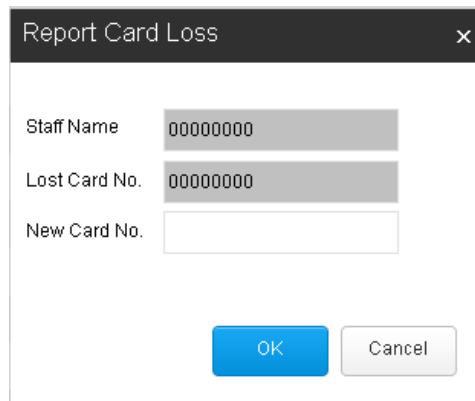 Report Card Loss ×
Staff Name 00000000
Lost Card No. 00000000
New Card No.
OK Cancel